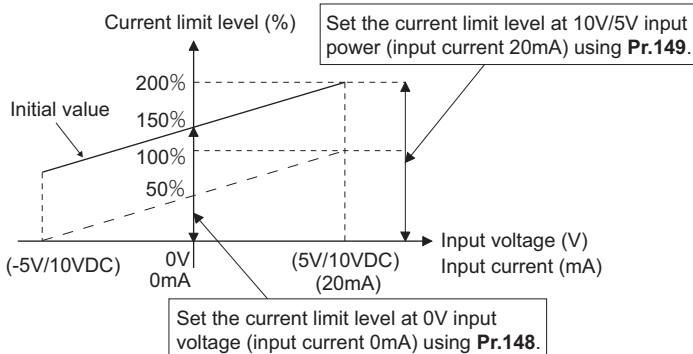 Current limit level (%)
Set the current limit level at 10V/5V input
power (input current 20mA) using Pr.149.
200%
Initial value
150%
100%
50%
Input voltage (V)
(-5V/10VDC)
0V
(5V/10VDC)
Input current (mA)
0mA
(20mA)
Set the current limit level at 0V input
voltage (input current 0mA) using Pr.148.